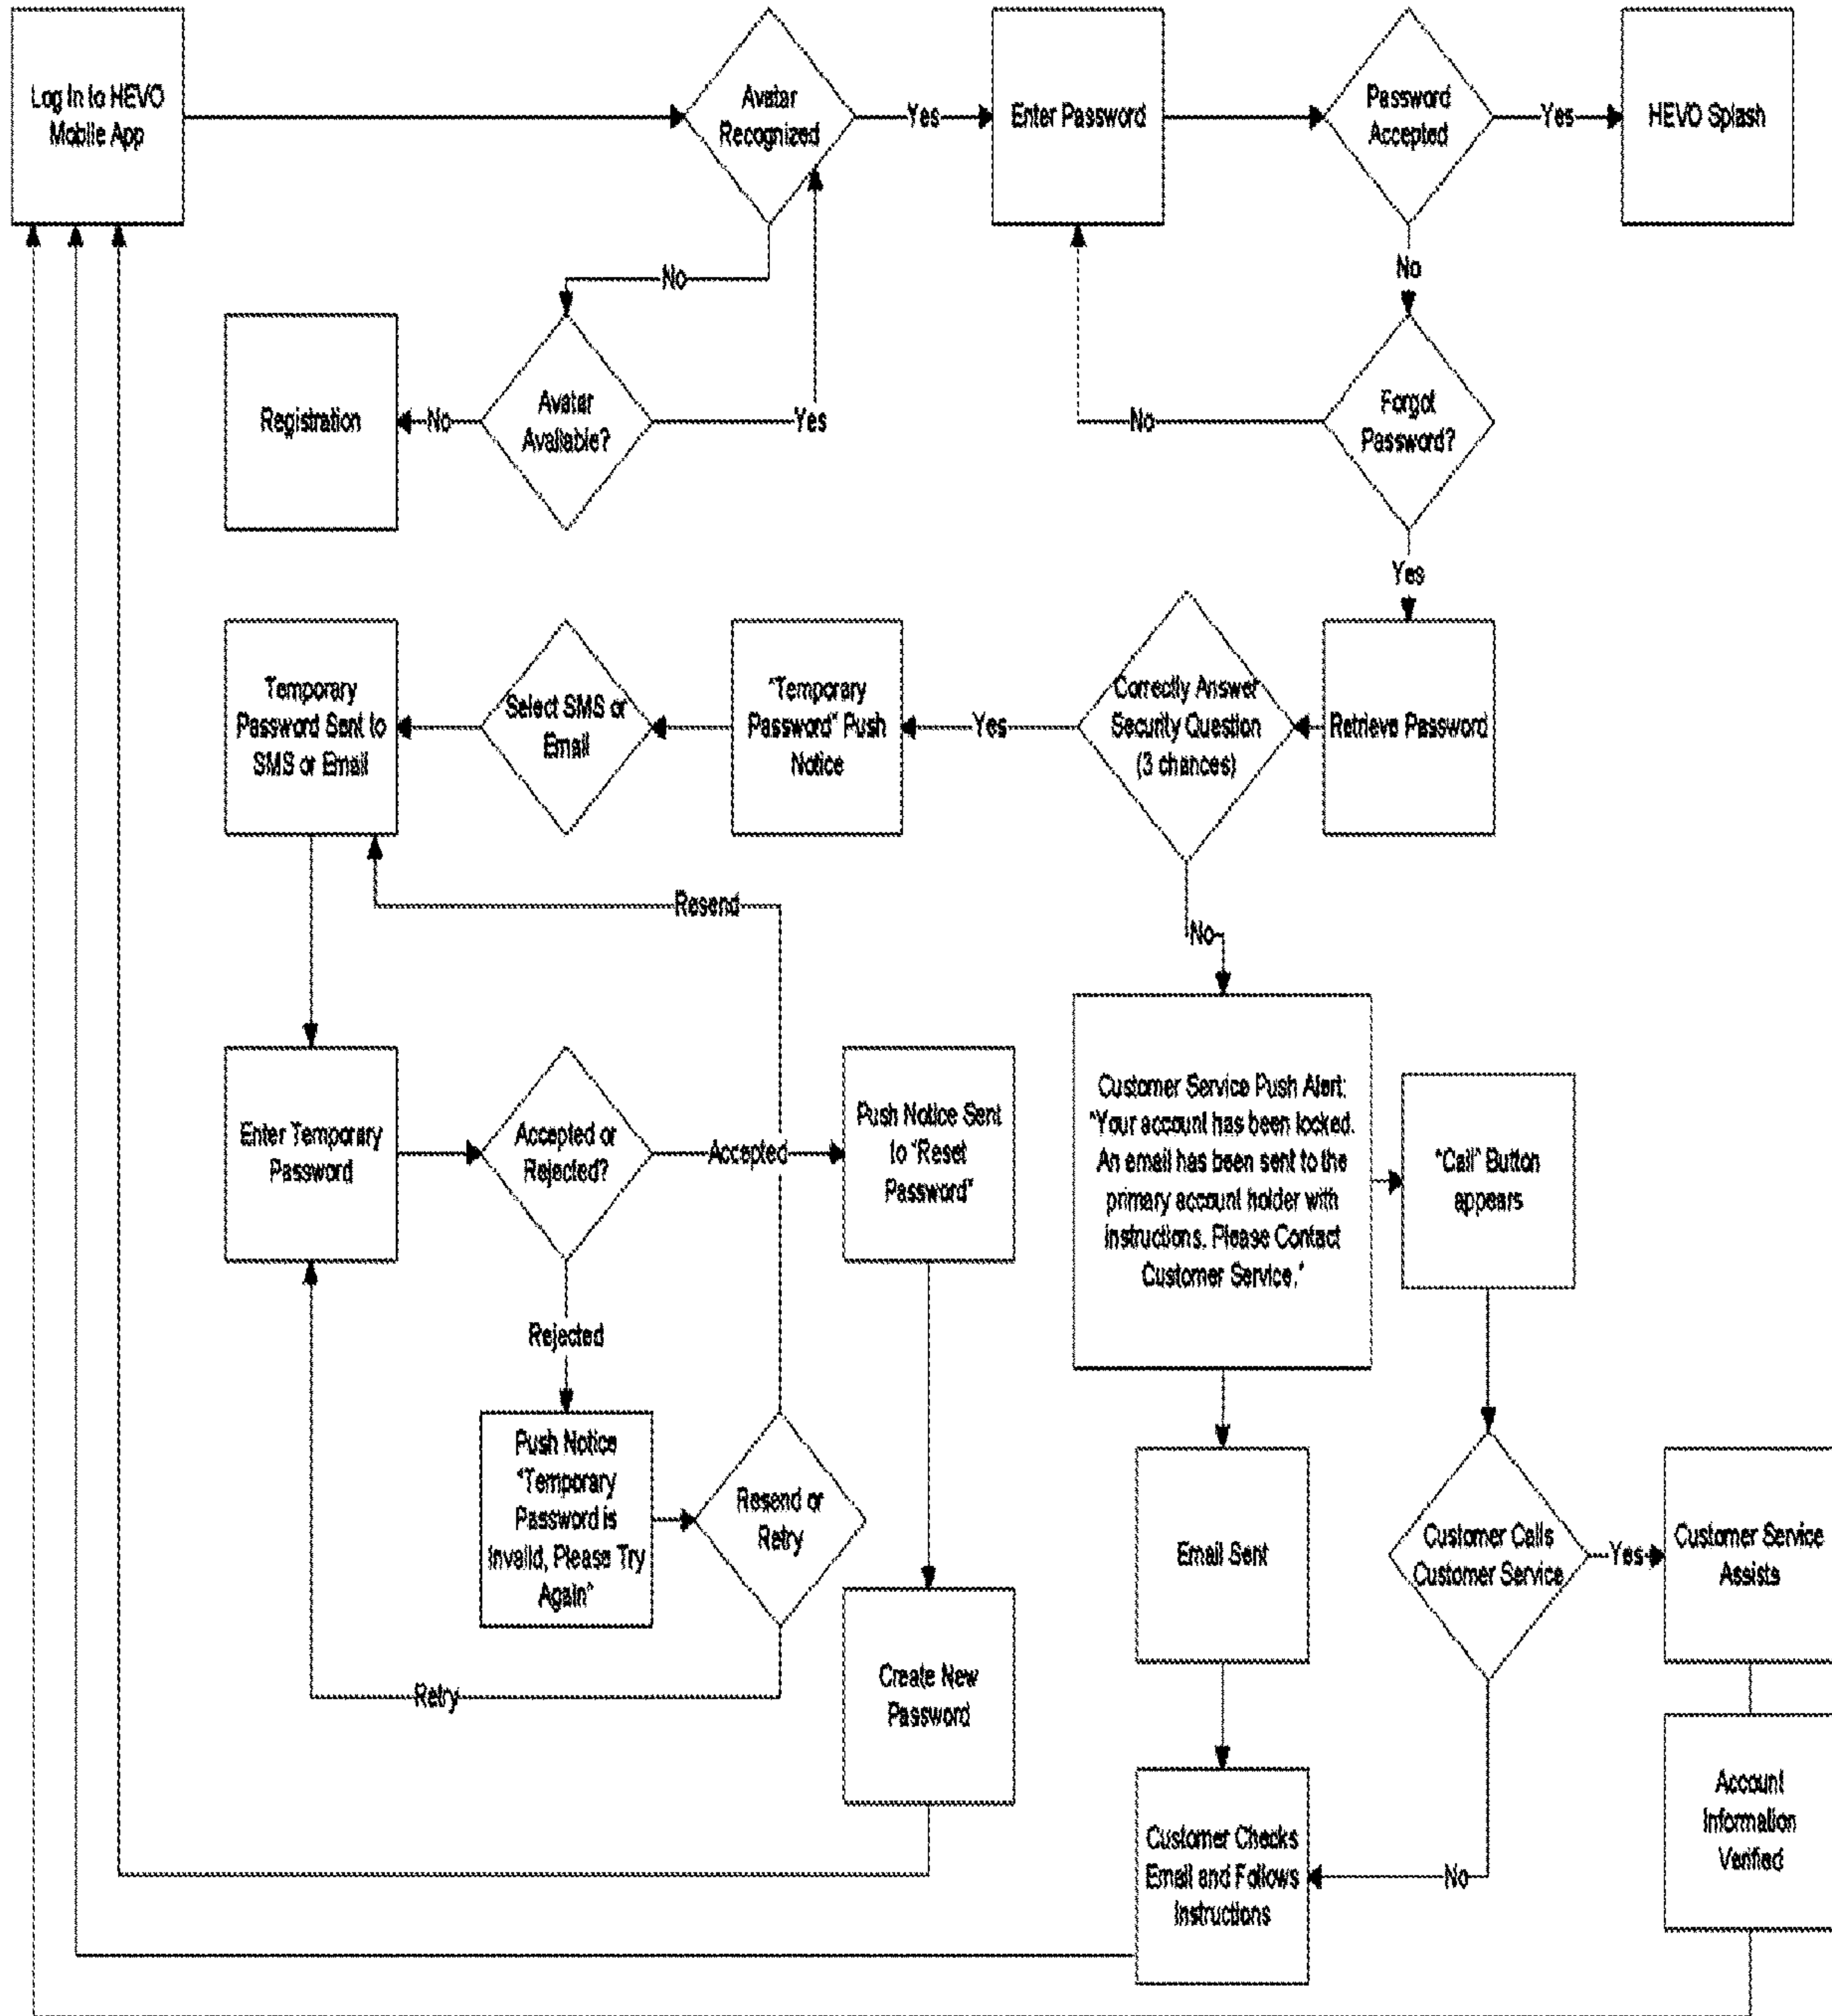 Log In to HEVO
Mobile App
Avatar
Recognized
Yes
Enter Password
Password
Accepted
Yes
HEVO Splash
No
No
Registration
No
Avatar
Available?
Yes
No
Forgot
Password?
Yes
Temporary
Password Sent to
SMS or Email
Select SMS or
Email
"Temporary
Password" Push
Notice
Yes
Correctly Answer
Security Question
(3 chances)
Retrieve Password
Resend
No
Enter Temporary
Password
Accepted or
Rejected?
Accepted
Push Notice Sent
to "Reset
Password"
Customer Service Push Alert:
"Your account has been locked.
An email has been sent to the
primary account holder with
instructions. Please Contact
Customer Service."
"Call" Button
appears
Rejected
Push Notice
"Temporary
Password is
Invalid, Please Try
Again"
Resend or
Retry
Email Sent
Customer Calls
Customer Service
Yes
Customer Service
Assists
Retry
Create New
Password
Customer Checks
Email and Follows
Instructions
No
Account
Information
Verified